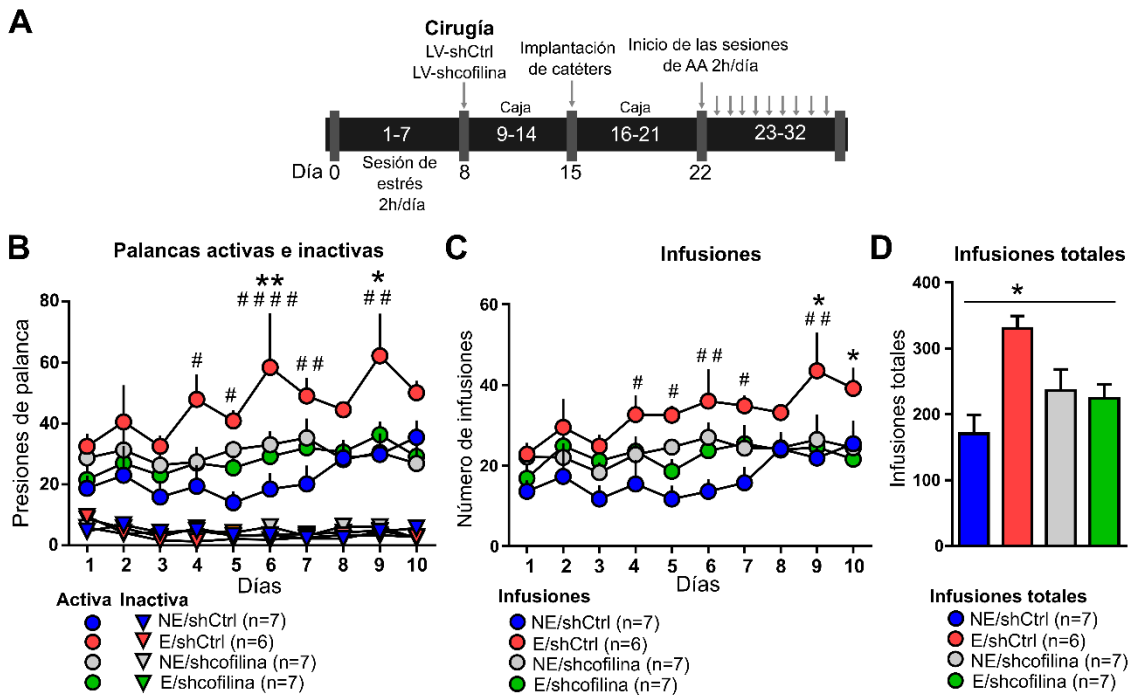 A
Cirugía
LV-shCtrl
LV-shcofilina
Implantación
de catéters
Inicio de las sesiones
de AA 2h/día
Caja
Caja
1-7
9-14
16-21
23-32
Día 0
Sesión de
estrés
2h/día
8
15
22
B
Palancas activas e inactivas
Presiones de palanca
80
60
40
20
0
#
#
**
####
##
*
##
1 2 3 4 5 6 7 8 9 10
Días
Activa Inactiva
NE/shCtrl (n=7)
E/shCtrl (n=6)
NE/shcofilina (n=7)
E/shcofilina (n=7)
C
Infusiones
Número de infusiones
60
40
20
0
#
#
##
#
*
##
*
1 2 3 4 5 6 7 8 9 10
Días
Infusiones
NE/shCtrl (n=7)
E/shCtrl (n=6)
NE/shcofilina (n=7)
E/shcofilina (n=7)
D
Infusiones totales
Infusiones totales
400
300
200
100
0
*
Infusiones totales
NE/shCtrl (n=7)
E/shCtrl (n=6)
NE/shcofilina (n=7)
E/shcofilina (n=7)